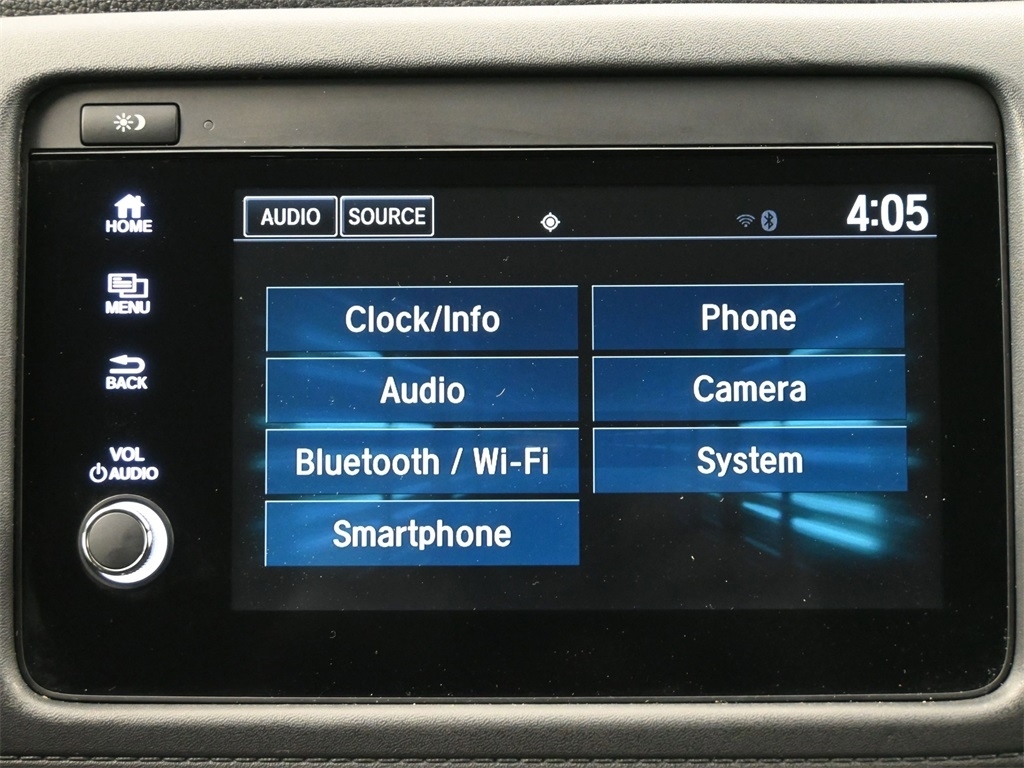 HOME
MENU
BACK
VOL
AUDIO
AUDIO SOURCE 4:05
Clock/Info Phone
Audio Camera
Bluetooth / Wi-Fi System
Smartphone